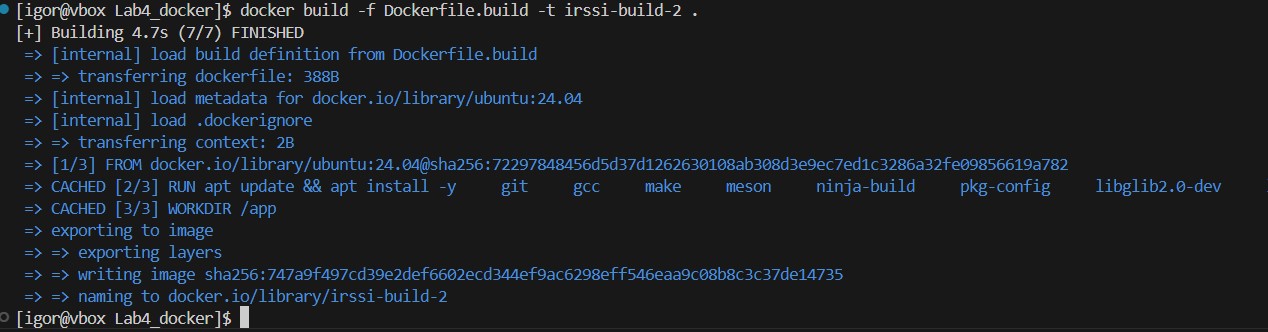 [igor@vbox Lab4_docker]$ docker build -f Dockerfile.build -t irssi-build-2 .
[+] Building 4.7s (7/7) FINISHED
=> [internal] load build definition from Dockerfile.build
=> => transferring dockerfile: 388B
=> [internal] load metadata for docker.io/library/ubuntu:24.04
=> [internal] load .dockerignore
=> => transferring context: 2B
=> [1/3] FROM docker.io/library/ubuntu:24.04@sha256:72297848456d5d37d1262630108ab308d3e9ec7ed1c3286a32fe09856619a782
=> CACHED [2/3] RUN apt update && apt install -y git gcc make meson ninja-build pkg-config libglib2.0-dev
=> CACHED [3/3] WORKDIR /app
=> exporting to image
=> => exporting layers
=> => writing image sha256:747a9f497cd39e2def6602ecd344ef9ac6298eff546eaa9c08b8c3c37de14735
=> => naming to docker.io/library/irssi-build-2
[igor@vbox Lab4_docker]$